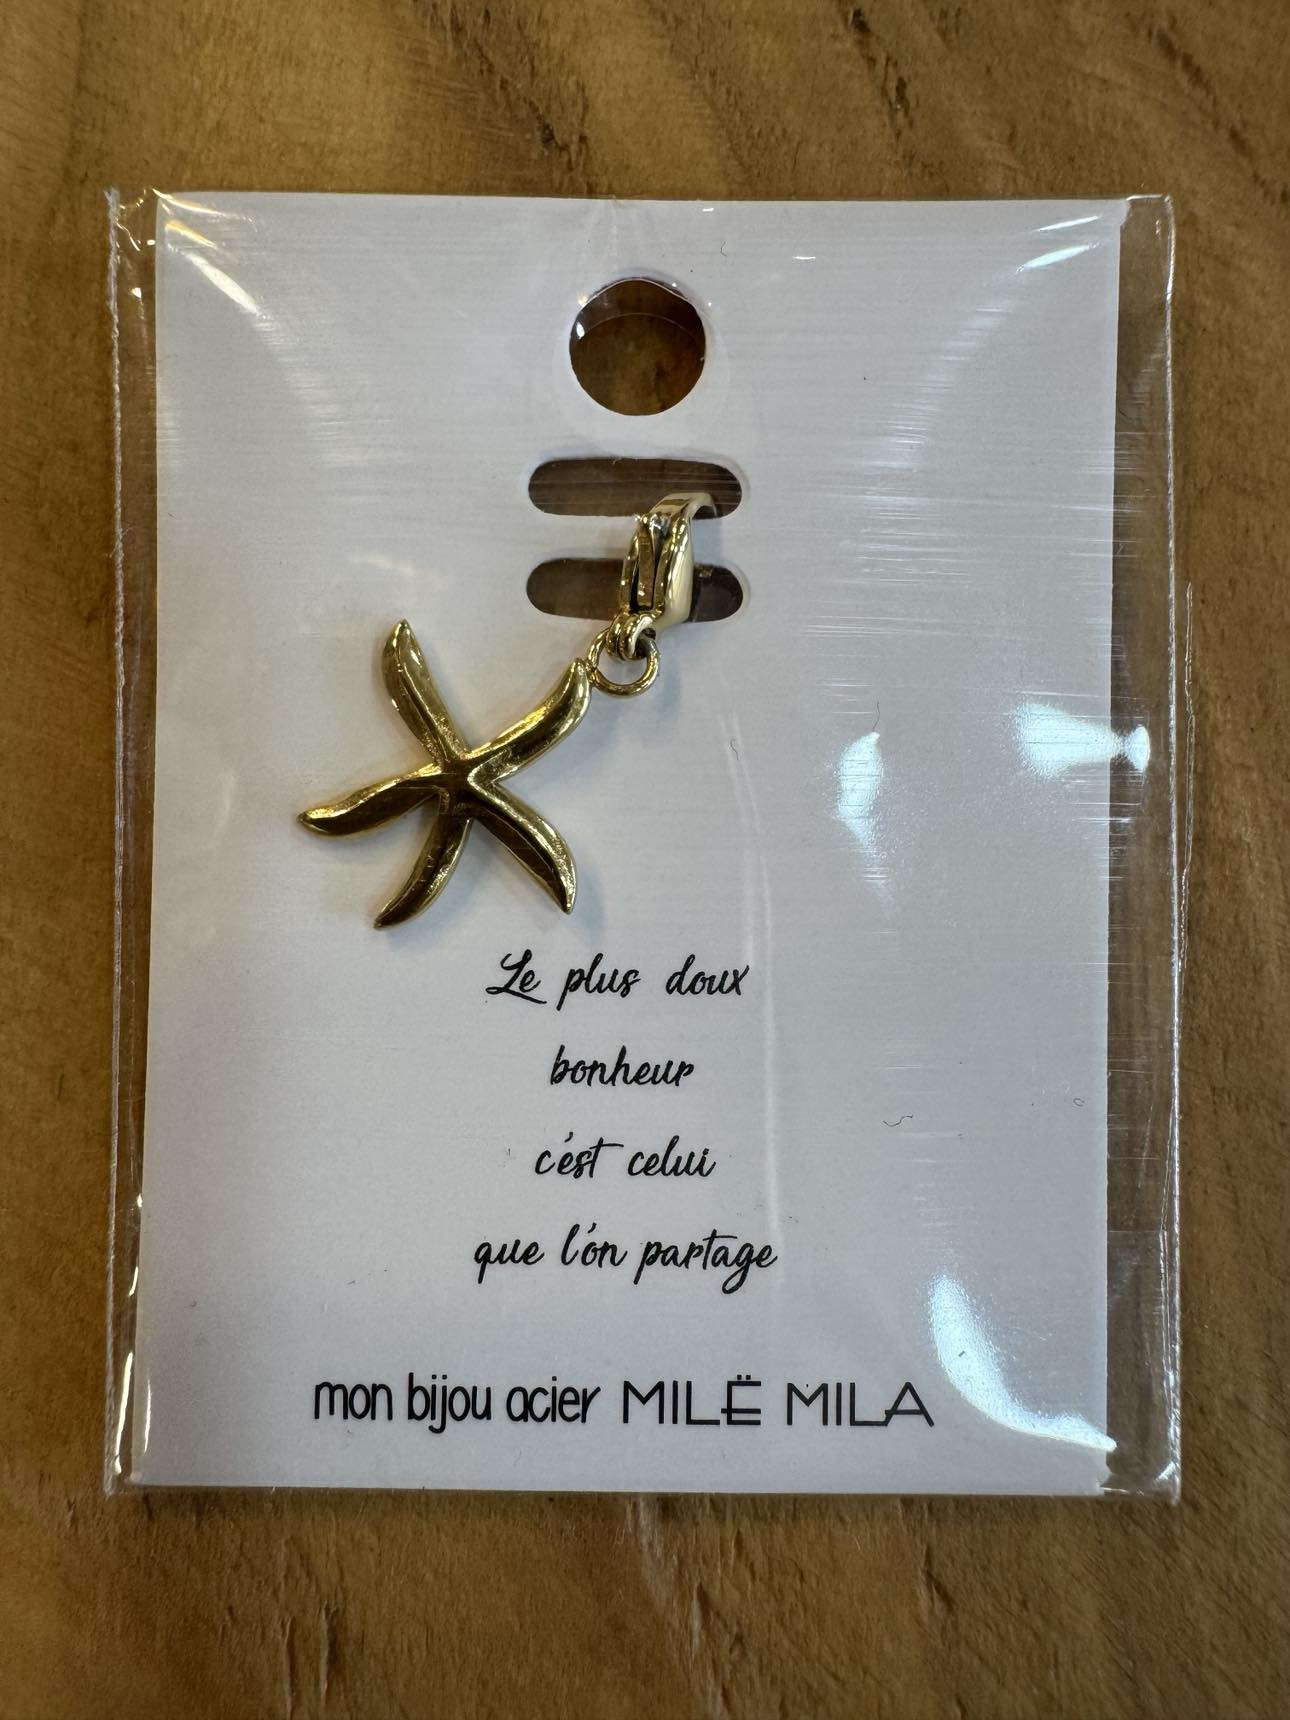 Le plus doux
bonheur
c'est celui
que l'on partage
mon bijou acier MILË MILA